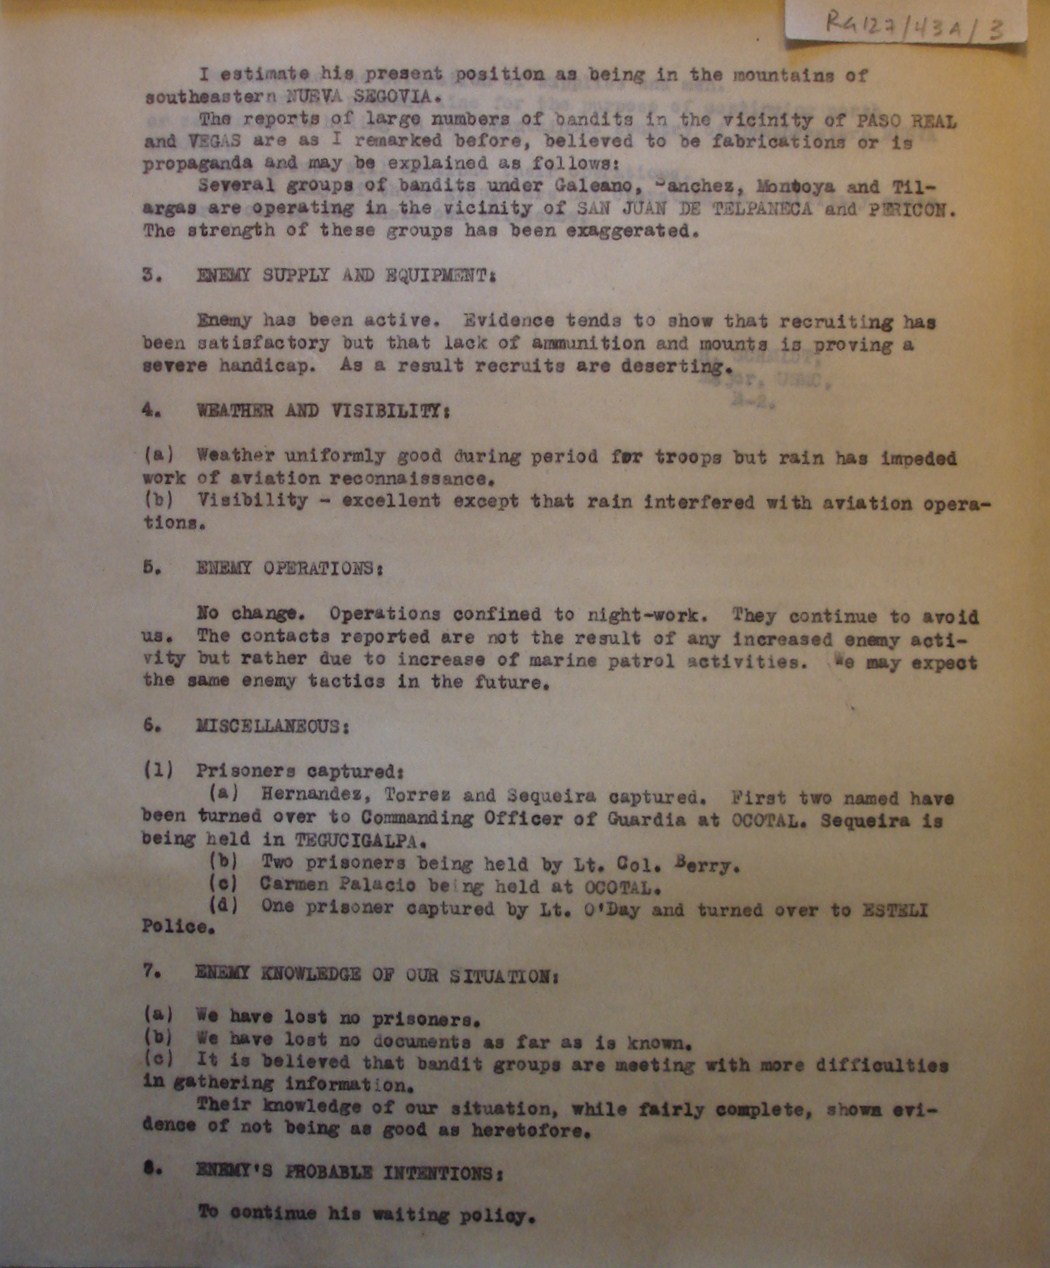 RG127/43A/3
I estimate his present position as being in the mountains of
southeastern NUEVA SEGOVIA.
The reports of large numbers of bandits in the vicinity of PASO REAL
and VEGAS are as I remarked before, believed to be fabrications or is
propaganda and may be explained as follows:
Several groups of bandits under Galeano, Sanchez, Montoya and Til-
argas are operating in the vicinity of SAN JUAN DE TELPANECA and PERICON.
The strength of these groups has been exaggerated.
3. ENEMY SUPPLY AND EQUIPMENT:
Enemy has been active. Evidence tends to show that recruiting has
been satisfactory but that lack of ammunition and mounts is proving a
severe handicap. As a result recruits are deserting.
4. WEATHER AND VISIBILITY:
(a) Weather uniformly good during period for troops but rain has impeded
work of aviation reconnaissance.
(b) Visibility - excellent except that rain interfered with aviation opera-
tions.
5. ENEMY OPERATIONS:
No change. Operations confined to night-work. They continue to avoid
us. The contacts reported are not the result of any increased enemy acti-
vity but rather due to increase of marine patrol activities. We may expect
the same enemy tactics in the future.
6. MISCELLANEOUS:
(1) Prisoners captured:
(a) Hernandez, Torrez and Sequeira captured. First two named have
been turned over to Commanding Officer of Guardia at OCOTAL. Sequeira is
being held in TEGUCIGALPA.
(b) Two prisoners being held by Lt. Col. Berry.
(c) Carmen Palacio being held at OCOTAL.
(d) One prisoner captured by Lt. O'Day and turned over to ESTELI
Police.
7. ENEMY KNOWLEDGE OF OUR SITUATION:
(a) We have lost no prisoners.
(b) We have lost no documents as far as is known.
(c) It is believed that bandit groups are meeting with more difficulties
in gathering information.
Their knowledge of our situation, while fairly complete, shows evi-
dence of not being as good as heretofore.
8. ENEMY'S PROBABLE INTENTIONS:
To continue his waiting policy.